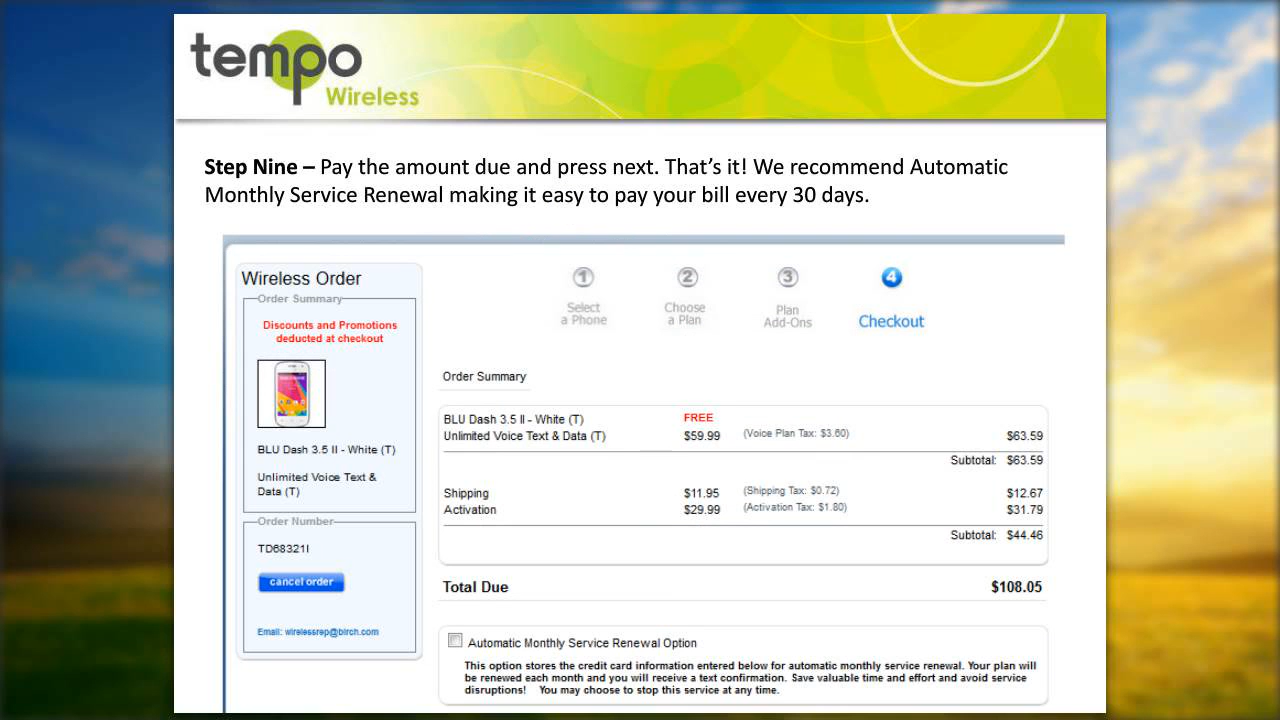 tempo
Wireless
Step Nine – Pay the amount due and press next. That's it! We recommend Automatic
Monthly Service Renewal making it easy to pay your bill every 30 days.
Wireless Order
Order Summary
Discounts and Promotions
deducted at checkout
BLU Dash 3.5 II - White (T)
Unlimited Voice Text &
Data (T)
Order Number
TD68321I
cancel order
Email: wirelessrep@birch.com
1 2 3 4
Select
a Phone
Choose
a Plan
Plan
Add-Ons
Checkout
Order Summary
BLU Dash 3.5 II - White (T) FREE
Unlimited Voice Text & Data (T) $59.99 (Voice Plan Tax: $3.60) $63.59
Subtotal: $63.59
Shipping $11.95 (Shipping Tax: $0.72) $12.67
Activation $29.99 (Activation Tax: $1.80) $31.79
Subtotal: $44.46
Total Due $108.05
Automatic Monthly Service Renewal Option
This option stores the credit card information entered below for automatic monthly service renewal. Your plan will
be renewed each month and you will receive a text confirmation. Save valuable time and effort and avoid service
disruptions! You may choose to stop this service at any time.